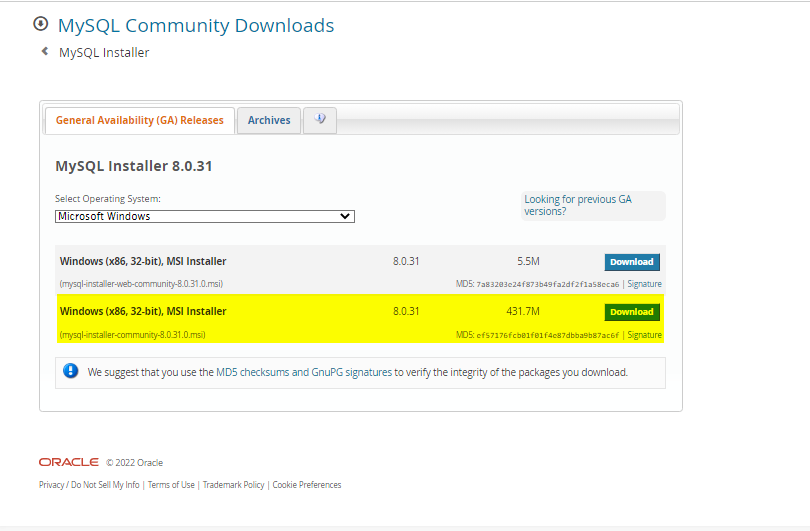 MySQL Community Downloads
MySQL Installer
General Availability (GA) Releases
Archives
MySQL Installer 8.0.31
Select Operating System:
Microsoft Windows
Looking for previous GA
versions?
Windows (x86, 32-bit), MSI Installer 8.0.31 5.5M Download
(mysql-installer-web-community-8.0.31.0.msi) MD5: 7a83203e24f873b49fa2df2f1a58eca6 | Signature
Windows (x86, 32-bit), MSI Installer 8.0.31 431.7M Download
(mysql-installer-community-8.0.31.0.msi) MD5: ef57176fcb01f01f4e87dbba9b87ac6f | Signature
We suggest that you use the MD5 checksums and GnuPG signatures to verify the integrity of the packages you download.
ORACLE © 2022 Oracle
Privacy / Do Not Sell My Info | Terms of Use | Trademark Policy | Cookie Preferences